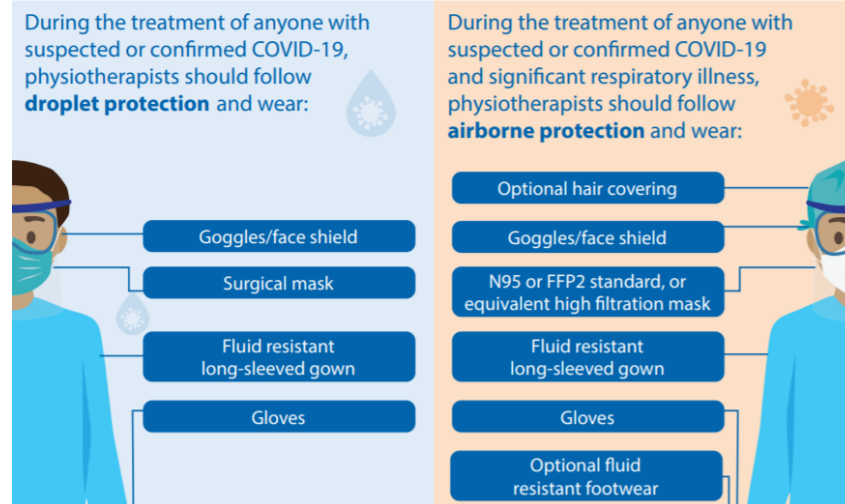 During the treatment of anyone with
suspected or confirmed COVID-19,
physiotherapists should follow
droplet protection and wear:
Goggles/face shield
Surgical mask
Fluid resistant
long-sleeved gown
Gloves
During the treatment of anyone with
suspected or confirmed COVID-19
and significant respiratory illness,
physiotherapists should follow
airborne protection and wear:
Optional hair covering
Goggles/face shield
N95 or FFP2 standard, or
equivalent high filtration mask
Fluid resistant
long-sleeved gown
Gloves
Optional fluid
resistant footwear